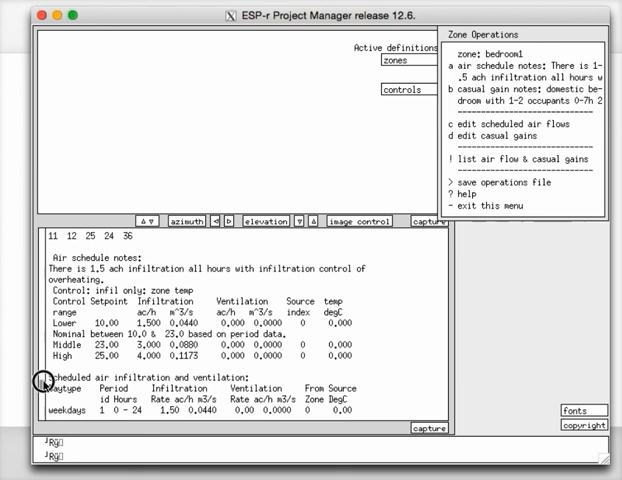 ESP-r Project Manager release 12.6.
Active definitions
zones
controls
Zone Operations
zone: bedroom1
a air schedule notes: There is 1-
.5 ach infiltration all hours w
b casual gain notes: domestic be-
droom with 1-2 occupants 0-7h 2
c edit scheduled air flows
d edit casual gains
! list air flow & casual gains
> save operations file
? help
- exit this menu
azimuth
elevation
image control
capture
11 12 25 24 36
Air schedule notes:
There is 1.5 ach infiltration all hours with infiltration control of
overheating.
Control: infil only: zone temp
Control Setpoint Infiltration Ventilation Source temp
range ac/h m^3/s ac/h m^3/s index degC
Lower 10.00 1.500 0.0440 0.000 0.0000 0 0.000
Nominal between 10.0 & 23.0 based on period data.
Middle 23.00 3.000 0.0880 0.000 0.0000 0 0.000
High 25.00 4.000 0.1173 0.000 0.0000 0 0.000
Scheduled air infiltration and ventilation:
Daytype Period Infiltration Ventilation From Source
id Hours Rate ac/h m3/s Rate ac/h m3/s Zone DegC
weekdays 1 0 - 24 1.50 0.0440 0.00 0.0000 0 0.00
capture
fonts
copyright